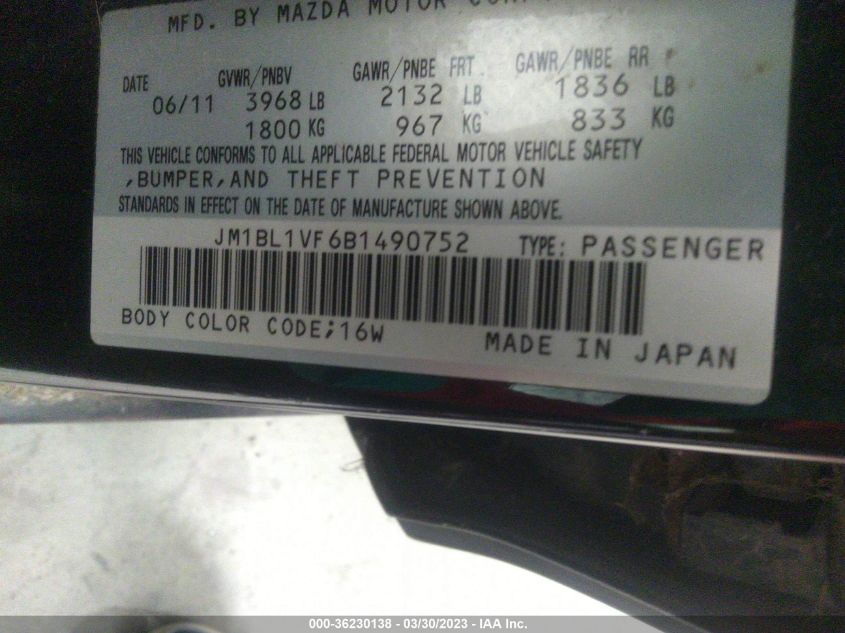 MFD. BY MAZDA MOTOR
DATE GVWR/PNBV GAWR/PNBE FRT. GAWR/PNBE RR
06/11 3968 LB 2132 LB 1836 LB
1800 KG 967 KG 833 KG
THIS VEHICLE CONFORMS TO ALL APPLICABLE FEDERAL MOTOR VEHICLE SAFETY
,BUMPER,AND THEFT PREVENTION
STANDARDS IN EFFECT ON THE DATE OF MANUFACTURE SHOWN ABOVE.
JM1BL1VF6B1490752 TYPE: PASSENGER
BODY COLOR CODE;16W MADE IN JAPAN
000-36230138 - 03/30/2023 - IAA Inc.